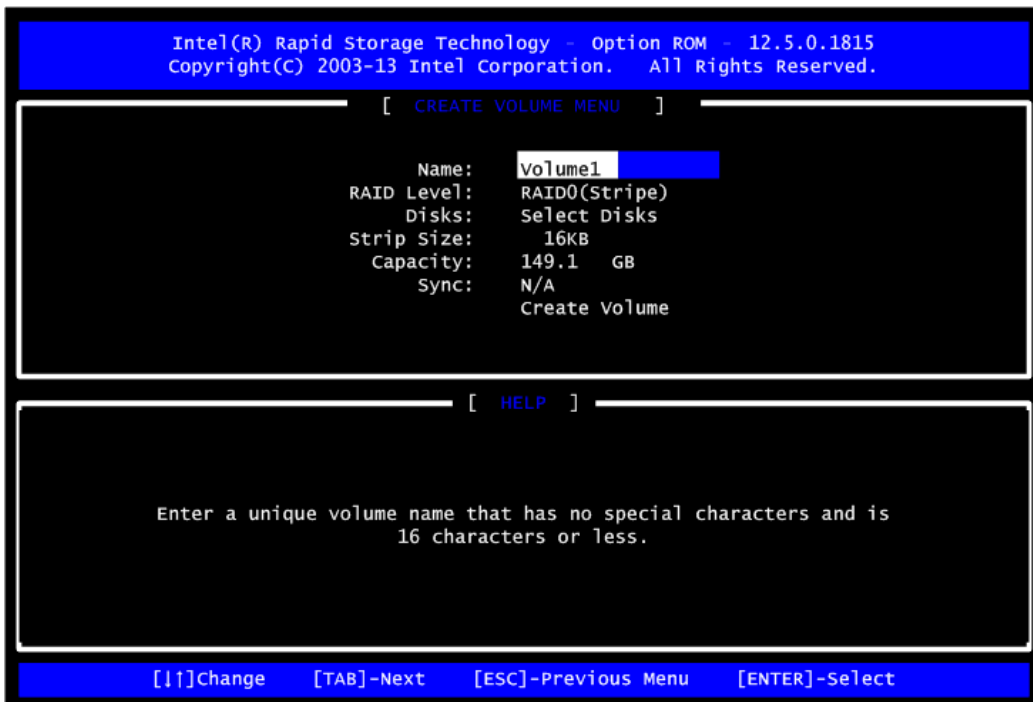 Intel(R) Rapid Storage Technology - Option ROM - 12.5.0.1815
Copyright(C) 2003-13 Intel Corporation. All Rights Reserved.
[ CREATE VOLUME MENU ]
Name: Volume1
RAID Level: RAID0(Stripe)
Disks: Select Disks
Strip Size: 16KB
Capacity: 149.1 GB
Sync: N/A
Create Volume
[ HELP ]
Enter a unique volume name that has no special characters and is
16 characters or less.
[↓↑]Change [TAB]-Next [ESC]-Previous Menu [ENTER]-Select